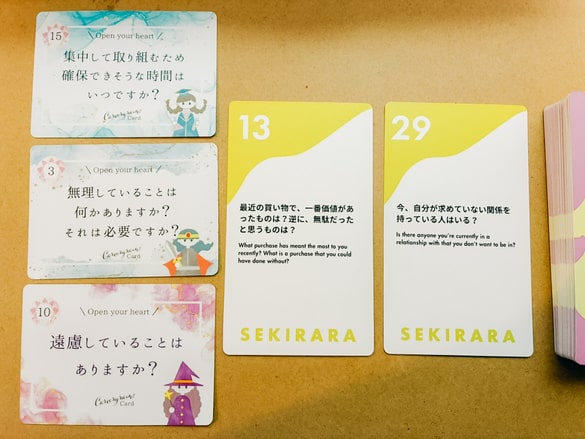 15
Open your heart
集中して取り組むため
確保できそうな時間は
いつですか?
Card
3
Open your heart
無理していることは
何かありますか?
それは必要ですか?
Card
10
Open your heart
遠慮していることは
ありますか?
Card
13
最近の買い物で、一番価値があ
ったものは?逆に、無駄だった
と思うものは?
What purchase has meant the most to you
recently? What is a purchase that you could
have done without?
SEKIRARA
29
今、自分が求めていない関係を
持っている人はいる?
Is there anyone you're currently in a
relationship with that you don't want to be in?
SEKIRARA